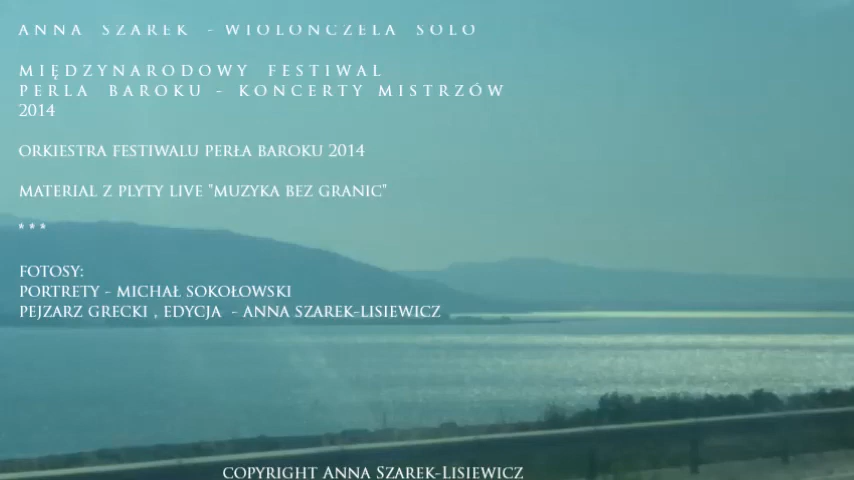 ANNA SZAREK - WIOLONCZELA SOLO
MIĘDZYNARODOWY FESTIWAL
PERLA BAROKU - KONCERTY MISTRZÓW
2014
ORKIESTRA FESTIWALU PERŁA BAROKU 2014
MATERIAL Z PLYTY LIVE "MUZYKA BEZ GRANIC"
***
FOTOSY:
PORTRETY - MICHAŁ SOKOŁOWSKI
PEJZARZ GRECKI , EDYCJA - ANNA SZAREK-LISIEWICZ
COPYRIGHT ANNA SZAREK-LISIEWICZ